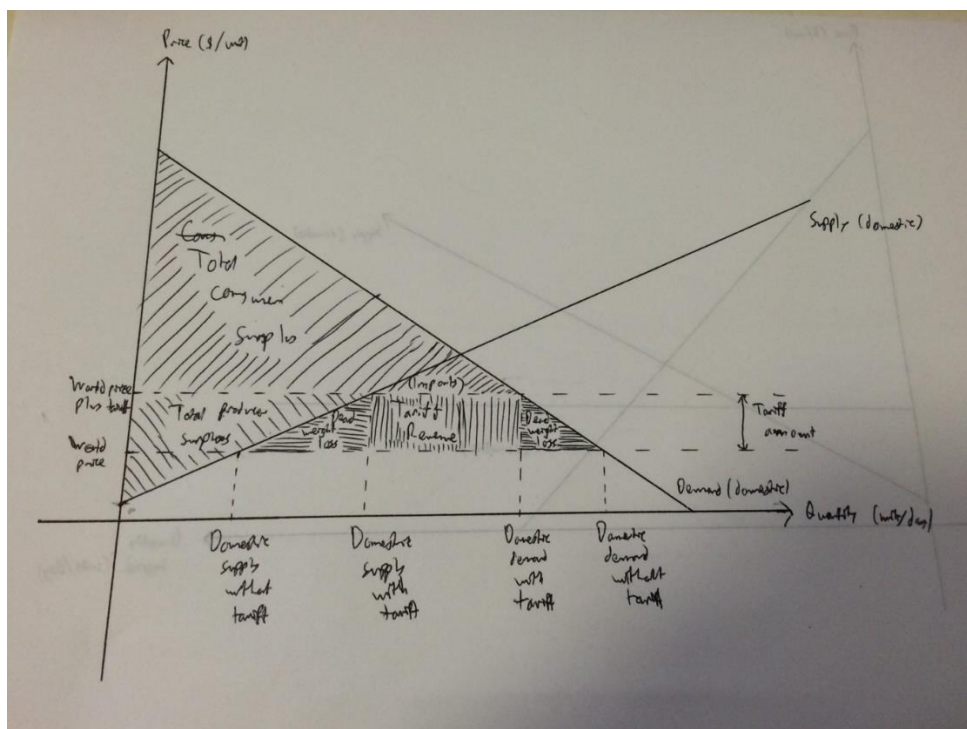 Price ($/unit)
Supply (domestic)
Cons
Total
Consumer
Surplus
World price
plus tariff
(Imports)
Total producer
surplus
Dead
weight
loss
Tariff
Revenue
Dead
weight
loss
Tariff
amount
World
price
Demand (domestic)
Quantity (units/day)
Domestic
supply
without
tariff
Domestic
supply
with
tariff
Domestic
demand
with
tariff
Domestic
demand
without
tariff